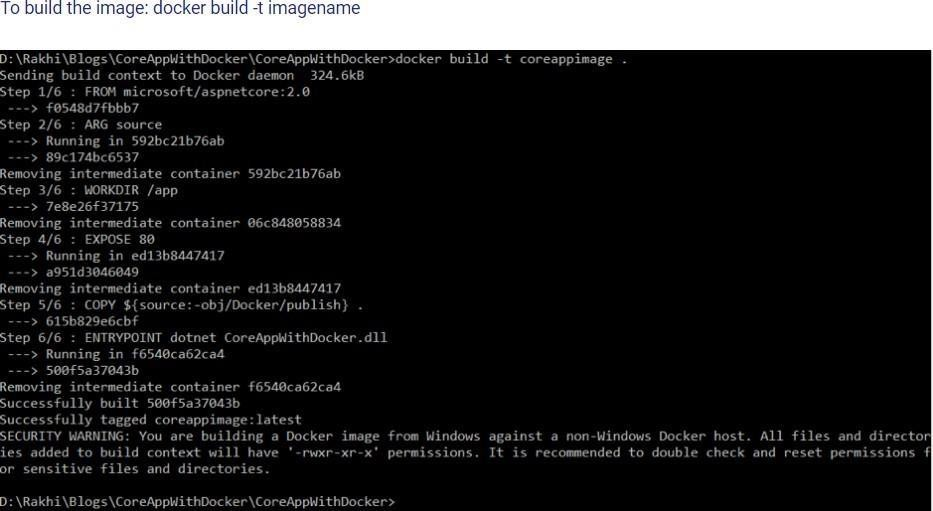 To build the image: docker build -t imagename
D:\Rakhi\Blogs\CoreAppWithDocker\CoreAppWithDocker>docker build -t coreappimage .
Sending build context to Docker daemon  324.6kB
Step 1/6 : FROM microsoft/aspnetcore:2.0
 ---> f0548d7fbbb7
Step 2/6 : ARG source
 ---> Running in 592bc21b76ab
 ---> 89c174bc6537
Removing intermediate container 592bc21b76ab
Step 3/6 : WORKDIR /app
 ---> 7e8e26f37175
Removing intermediate container 06c848058834
Step 4/6 : EXPOSE 80
 ---> Running in ed13b8447417
 ---> a951d3046049
Removing intermediate container ed13b8447417
Step 5/6 : COPY ${source:-obj/Docker/publish} .
 ---> 615b829e6cbf
Step 6/6 : ENTRYPOINT dotnet CoreAppWithDocker.dll
 ---> Running in f6540ca62ca4
 ---> 500f5a37043b
Removing intermediate container f6540ca62ca4
Successfully built 500f5a37043b
Successfully tagged coreappimage:latest
SECURITY WARNING: You are building a Docker image from Windows against a non-Windows Docker host. All files and director
ies added to build context will have '-rwxr-xr-x' permissions. It is recommended to double check and reset permissions f
or sensitive files and directories.
D:\Rakhi\Blogs\CoreAppWithDocker\CoreAppWithDocker>